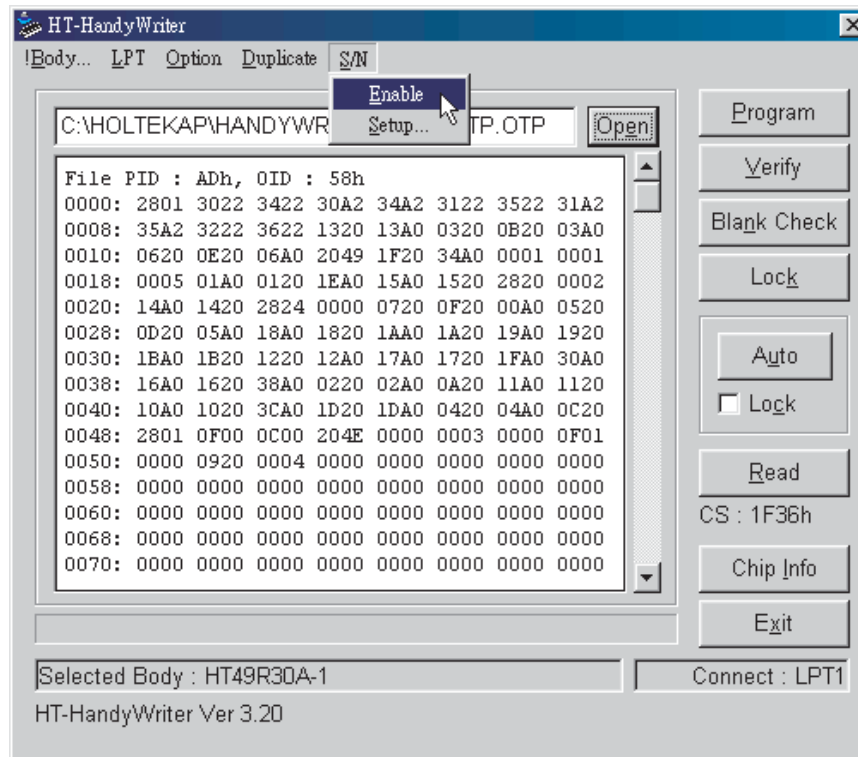 HT-HandyWriter
!Body... LPT Option Duplicate S/N
Enable
Setup...
C:\HOLTEKAP\HANDYWR TP.OTP Open
File PID : ADh, OID : 58h
0000: 2801 3022 3422 30A2 34A2 3122 3522 31A2
0008: 35A2 3222 3622 1320 13A0 0320 0B20 03A0
0010: 0620 0E20 06A0 2049 1F20 34A0 0001 0001
0018: 0005 01A0 0120 1EA0 15A0 1520 2820 0002
0020: 14A0 1420 2824 0000 0720 0F20 00A0 0520
0028: 0D20 05A0 18A0 1820 1AA0 1A20 19A0 1920
0030: 1BA0 1B20 1220 12A0 17A0 1720 1FA0 30A0
0038: 16A0 1620 38A0 0220 02A0 0A20 11A0 1120
0040: 10A0 1020 3CA0 1D20 1DA0 0420 04A0 0C20
0048: 2801 0F00 0C00 204E 0000 0003 0000 0F01
0050: 0000 0920 0004 0000 0000 0000 0000 0000
0058: 0000 0000 0000 0000 0000 0000 0000 0000
0060: 0000 0000 0000 0000 0000 0000 0000 0000
0068: 0000 0000 0000 0000 0000 0000 0000 0000
0070: 0000 0000 0000 0000 0000 0000 0000 0000
Program
Verify
Blank Check
Lock
Auto
Lock
Read
CS : 1F36h
Chip Info
Exit
Selected Body : HT49R30A-1 Connect : LPT1
HT-HandyWriter Ver 3.20